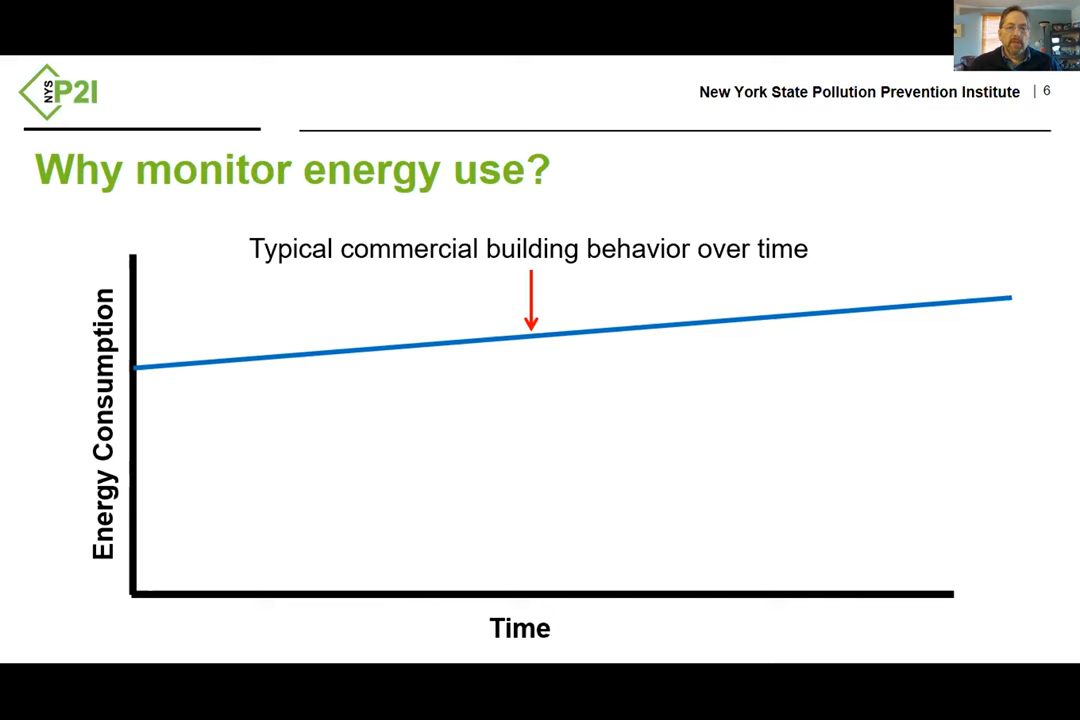 NYS P2I
New York State Pollution Prevention Institute | 6
Why monitor energy use?
Typical commercial building behavior over time
Energy Consumption
Time